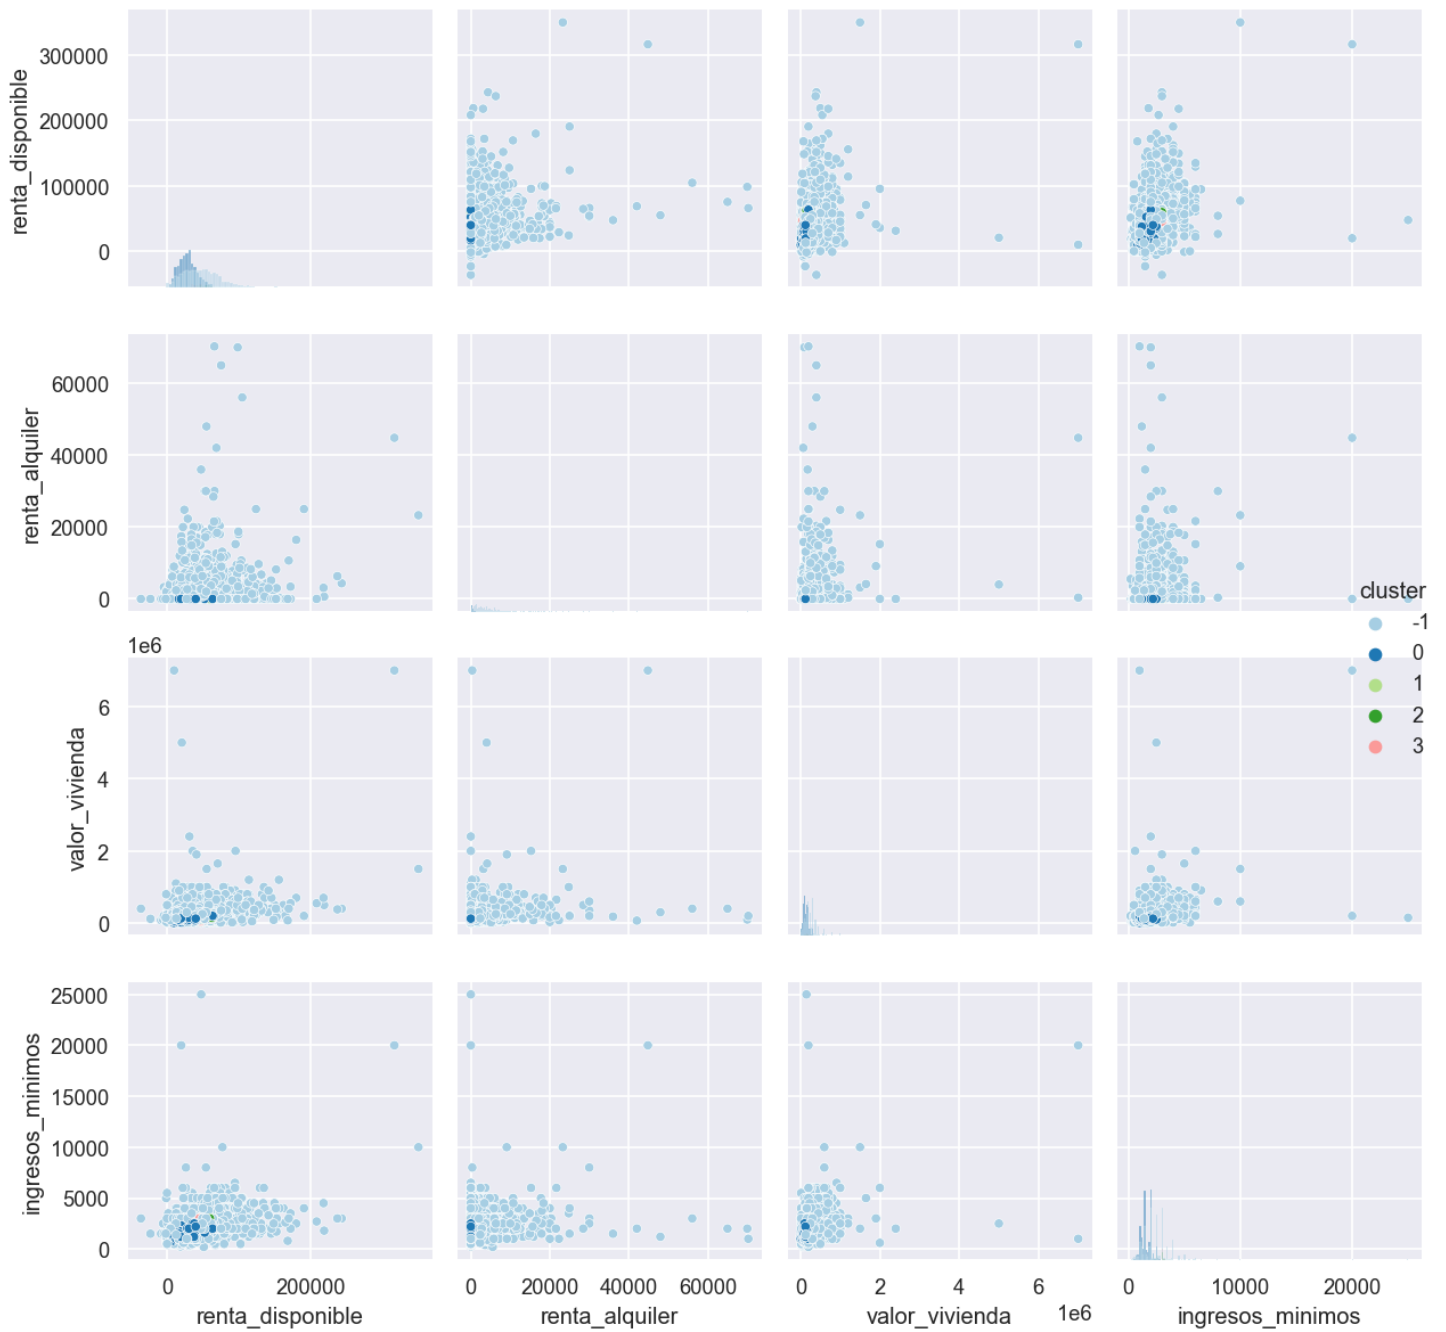 300000
200000
100000
0
renta_disponible
60000
40000
20000
0
renta_alquiler
cluster
-1
0
1
2
3
1e6
6
4
2
0
valor_vivienda
25000
20000
15000
10000
5000
0
ingresos_minimos
0 200000
0 20000 40000 60000
0 2 4 6
0 10000 20000
renta_disponible
renta_alquiler
valor_vivienda
1e6
ingresos_minimos